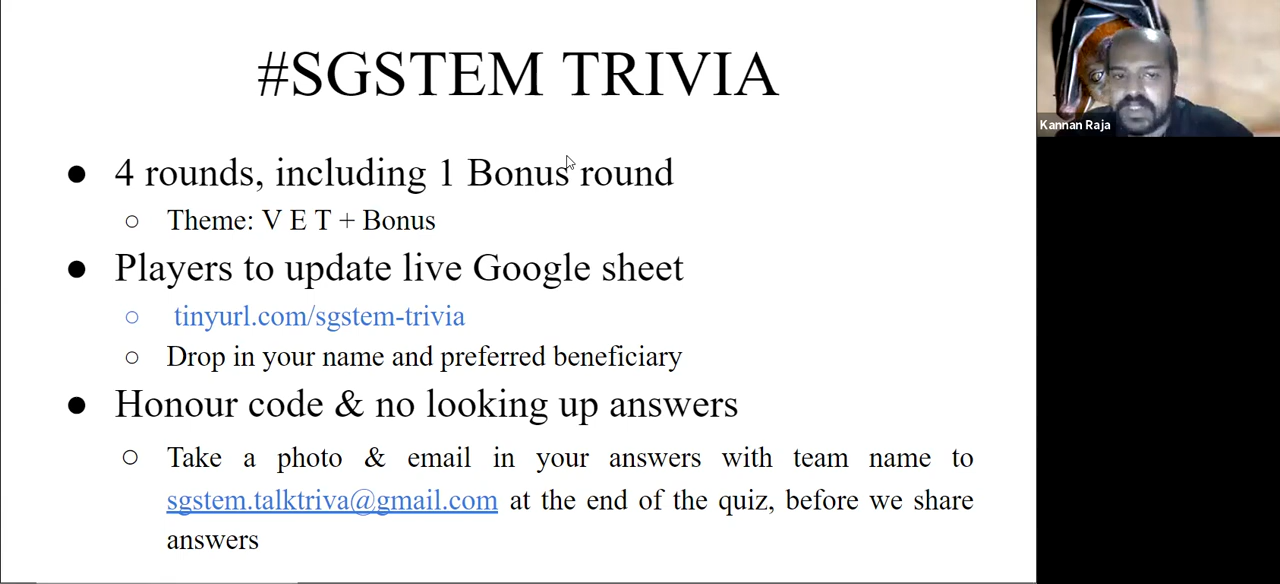 #SGSTEM TRIVIA
● 4 rounds, including 1 Bonus round
○ Theme: V E T + Bonus
● Players to update live Google sheet
○ tinyurl.com/sgstem-trivia
○ Drop in your name and preferred beneficiary
● Honour code & no looking up answers
○ Take a photo & email in your answers with team name to
sgstem.talktriva@gmail.com at the end of the quiz, before we share
answers
Kannan Raja